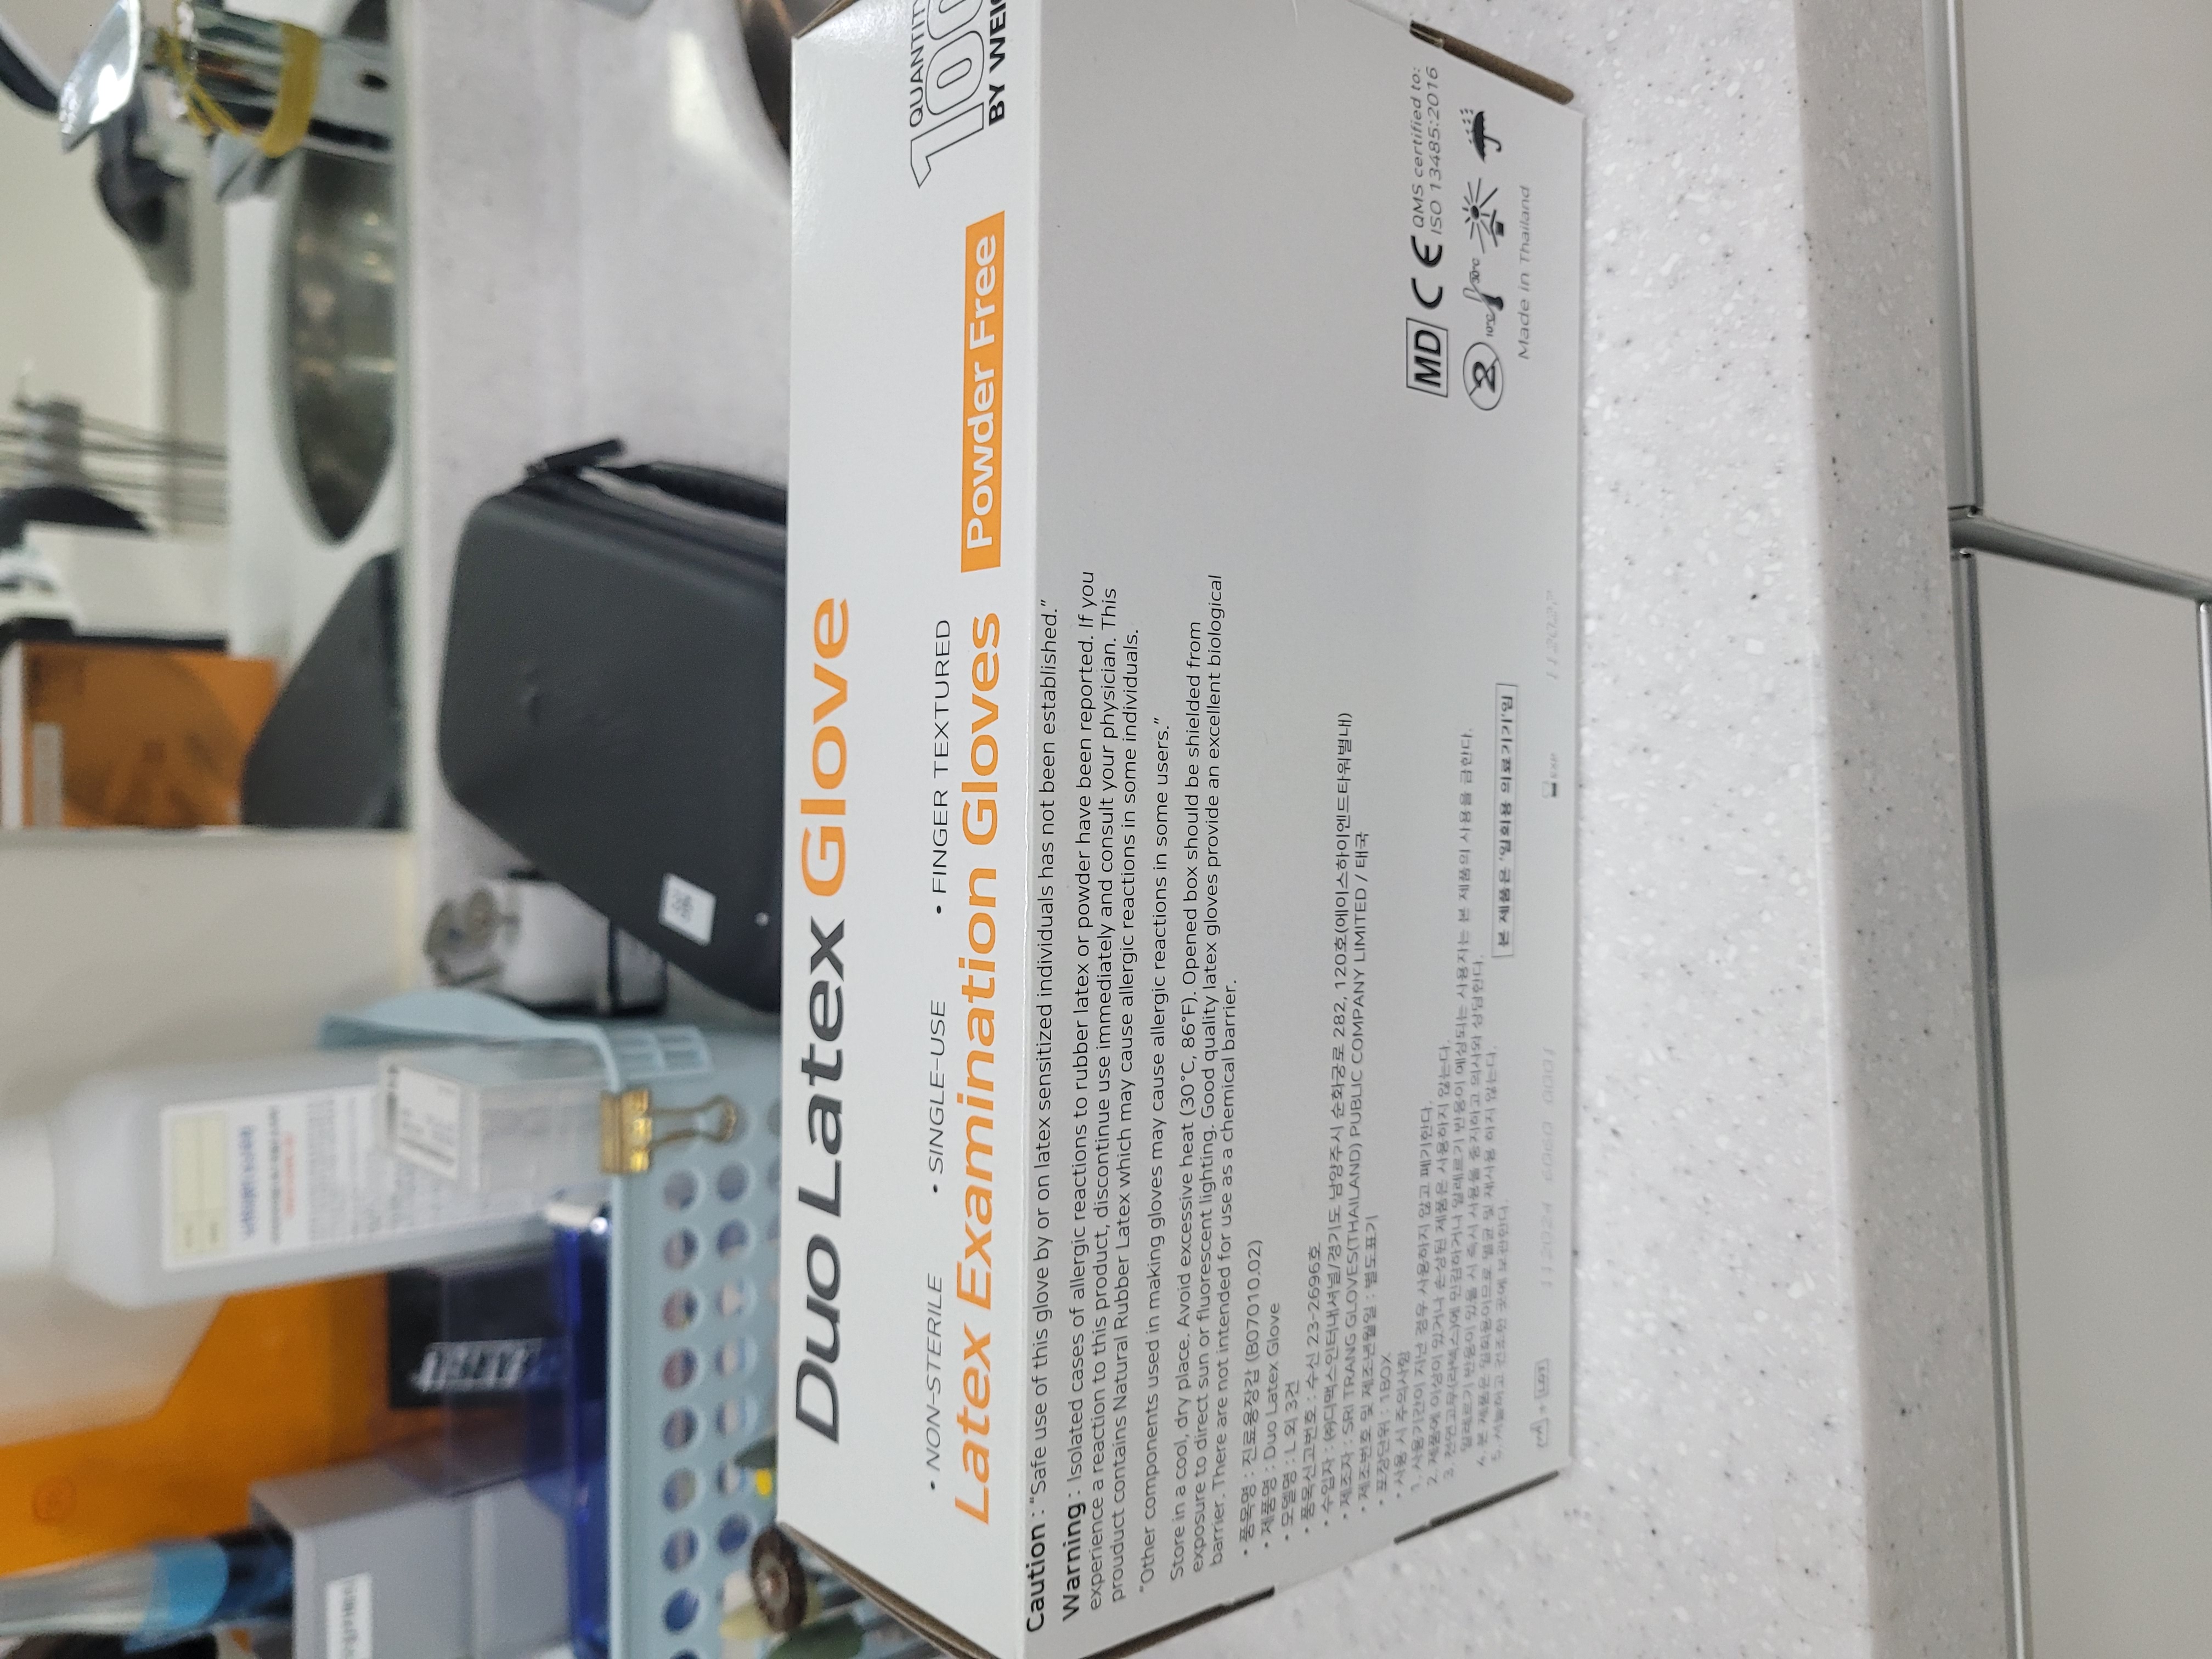 Duo Latex Glove
• NON-STERILE • SINGLE-USE • FINGER TEXTURED
Latex Examination Gloves Powder Free
QUANTIT
100
BY WEIG
Caution : "Safe use of this glove by or on latex sensitized individuals has not been established."
Warning : Isolated cases of allergic reactions to rubber latex or powder have been reported. If you
experience a reaction to this product, discontinue use immediately and consult your physician. This
prouduct contains Natural Rubber Latex which may cause allergic reactions in some individuals.
"Other components used in making gloves may cause allergic reactions in some users."
Store in a cool, dry place. Avoid excessive heat (30°C, 86°F). Opened box should be shielded from
exposure to direct sun or fluorescent lighting. Good quality latex gloves provide an excellent biological
barrier. There are not intended for use as a chemical barrier.
• 품목명 : 진료용장갑 (B07010.02)
• 제품명 : Duo Latex Glove
• 모델명 : L 외 3건
• 품목신고번호 : 수신 23-2696호
• 수입자 : ㈜디맥스인터내셔널/경기도 남양주시 순화궁로 282, 120호(에이스하이엔드타워별내)
• 제조자 : SRI TRANG GLOVES(THAILAND) PUBLIC COMPANY LIMITED / 태국
• 제조번호 및 제조년월일 : 별도표기
• 포장단위 : 1BOX
• 사용 시 주의사항
1. 사용기간이 지난 경우 사용하지 않고 폐기한다.
2. 제품에 이상이 있거나 손상된 제품은 사용하지 않는다.
3. 천연고무(라텍스)에 민감하거나 알레르기 반응이 예상되는 사용자는 본 제품의 사용을 금한다.
알레르기 반응이 있을 시 즉시 사용을 중지하고 의사와 상담한다.
4. 본 제품은 일회용이므로 멸균 및 재사용 하지 않는다.
5. 서늘하고 건조한 곳에 보관한다.
본 제품은 '일회용 의료기기'임
MD CE QMS certified to:
ISO 13485:2016
2 10°C 30°C
Made in Thailand
LOT 112024 6060 0001 EXP